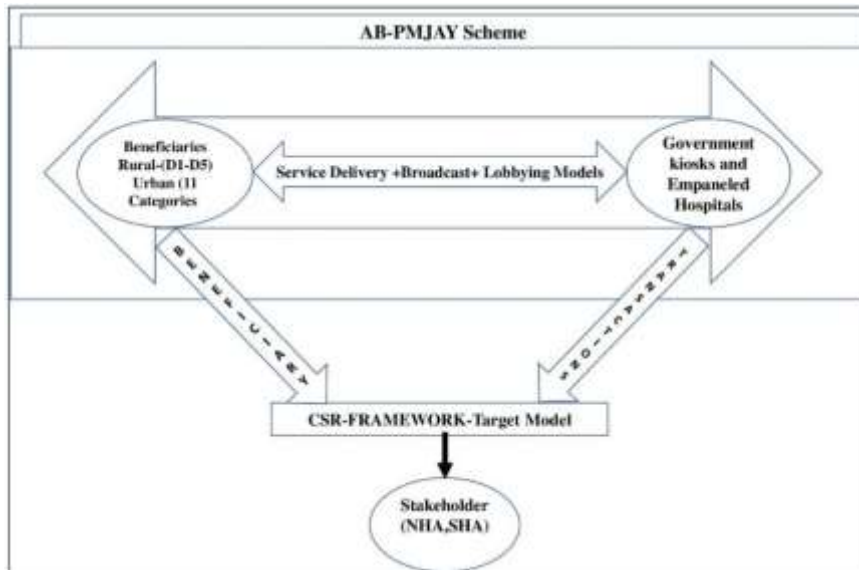 AB-PMJAY Scheme
Beneficiaries
Rural-(D1-D5)
Urban (11
Categories
Service Delivery +Broadcast+ Lobbying Models
Government
kiosks and
Empaneled
Hospitals
BENEFICIARY
TRANSACTIONS
CSR-FRAMEWORK-Target Model
Stakeholder
(NHA,SHA)